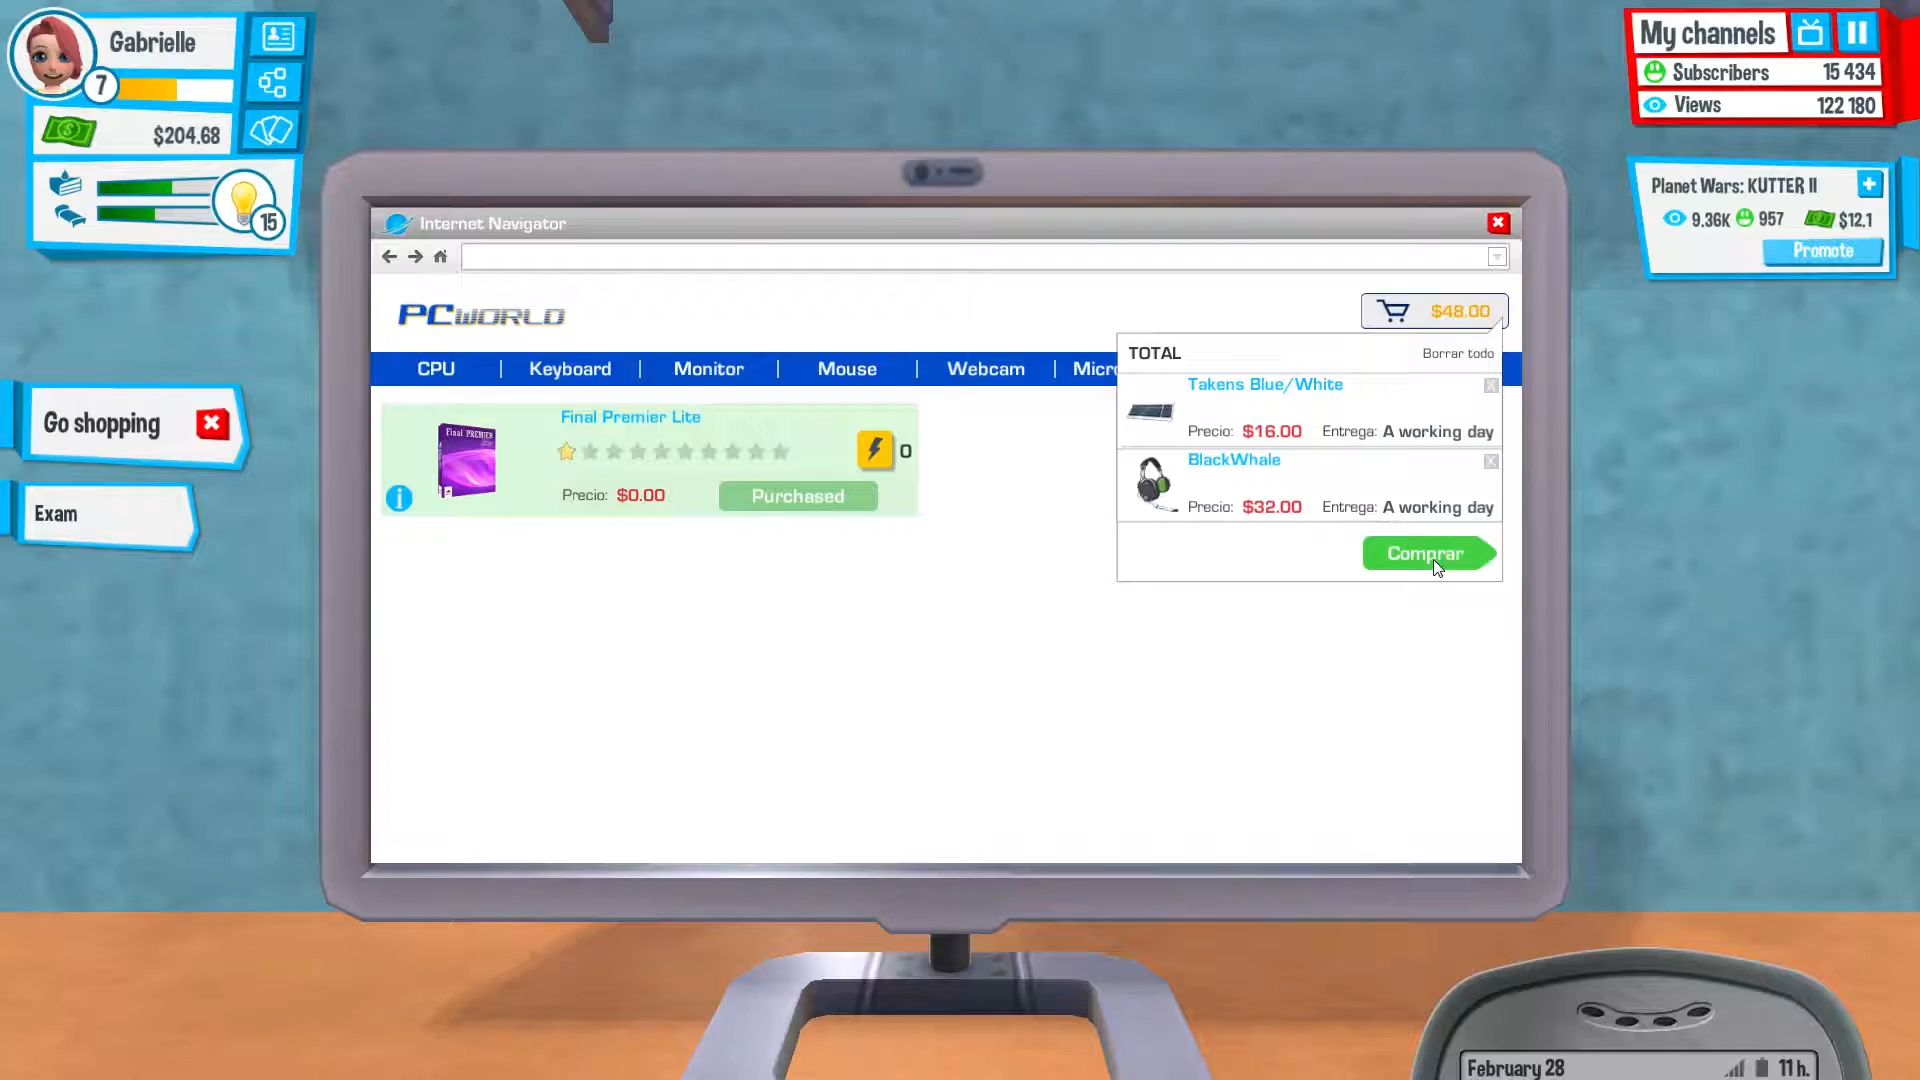 Gabrielle
7
$204.68
15
My channels
Subscribers 15 434
Views 122 180
Planet Wars: KUTTER II
9.36K 957 $12.1
Promote
Go shopping
Exam
Internet Navigator
PCWORLD
$48.00
CPU Keyboard Monitor Mouse Webcam Micro
Final Premier Lite
Final PREMIER
0
Precio: $0.00 Purchased
TOTAL Borrar todo
Takens Blue/White
Precio: $16.00 Entrega: A working day
BlackWhale
Precio: $32.00 Entrega: A working day
Comprar
February 28 11 h.